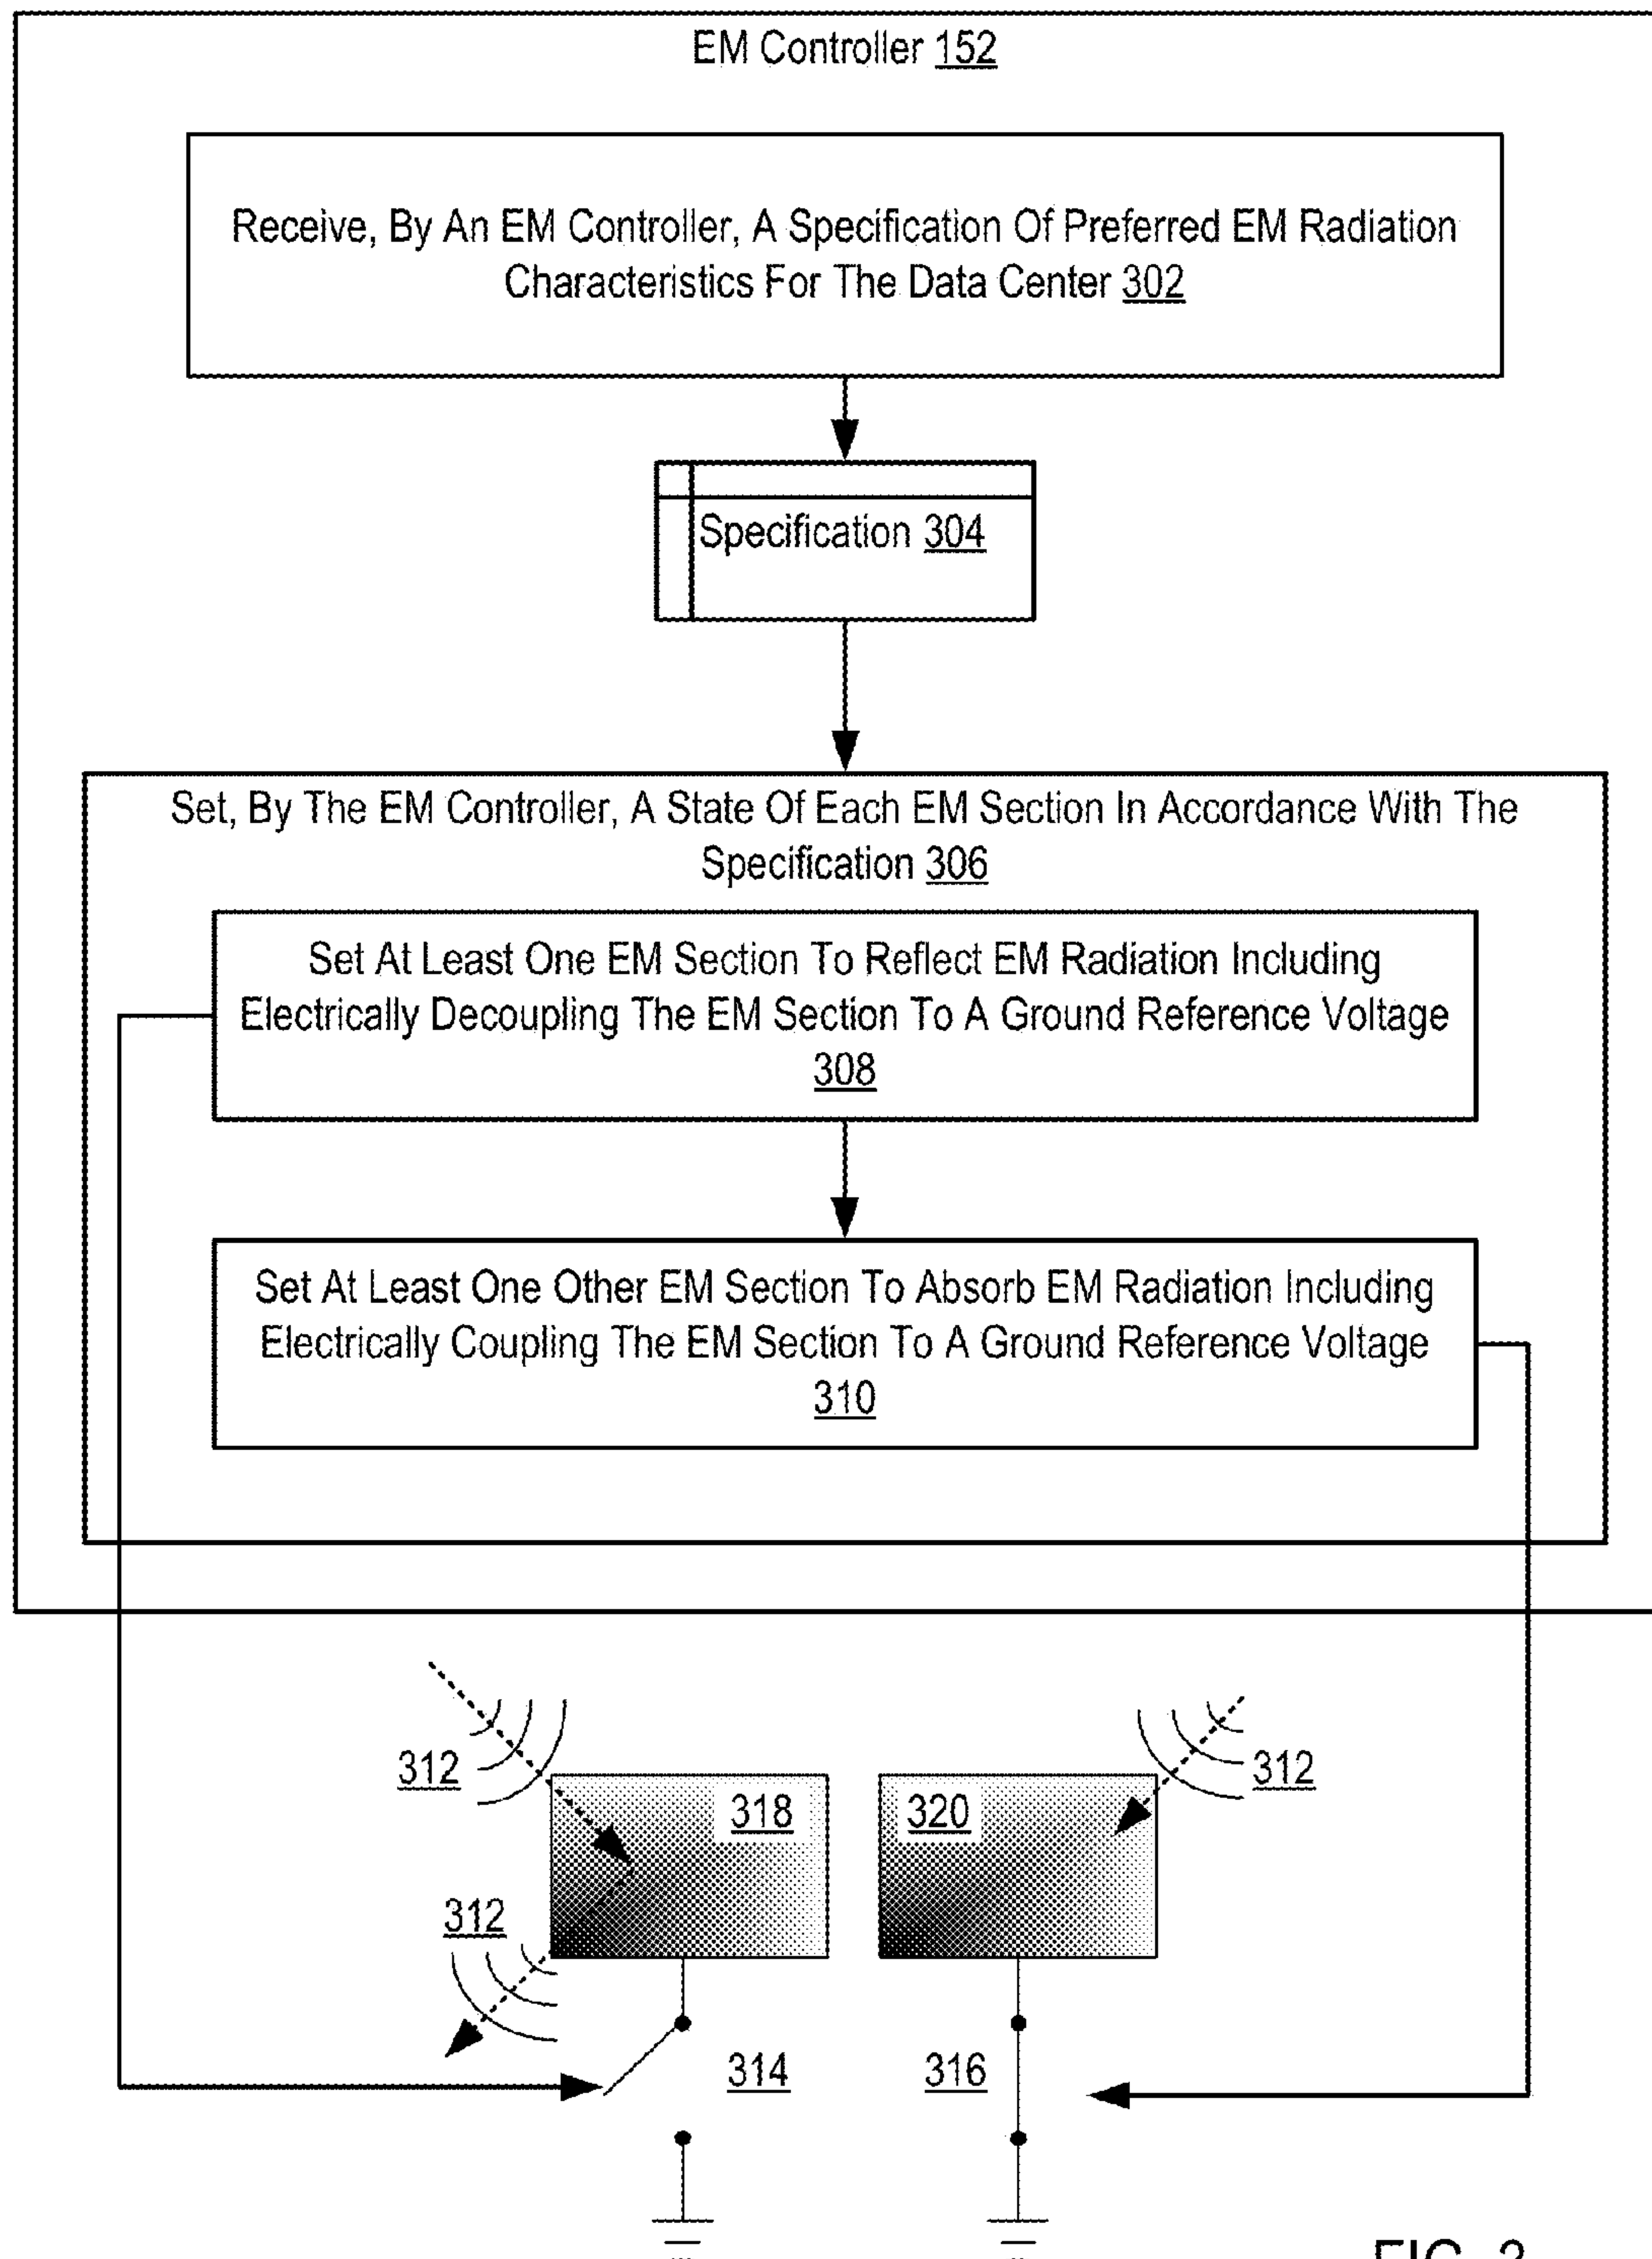 EM Controller 152
Receive, By An EM Controller, A Specification Of Preferred EM Radiation
Characteristics For The Data Center 302
Specification 304
Set, By The EM Controller, A State Of Each EM Section In Accordance With The
Specification 306
Set At Least One EM Section To Reflect EM Radiation Including
Electrically Decoupling The EM Section To A Ground Reference Voltage
308
Set At Least One Other EM Section To Absorb EM Radiation Including
Electrically Coupling The EM Section To A Ground Reference Voltage
310
312
312
318
320
312
314
316
FIG.